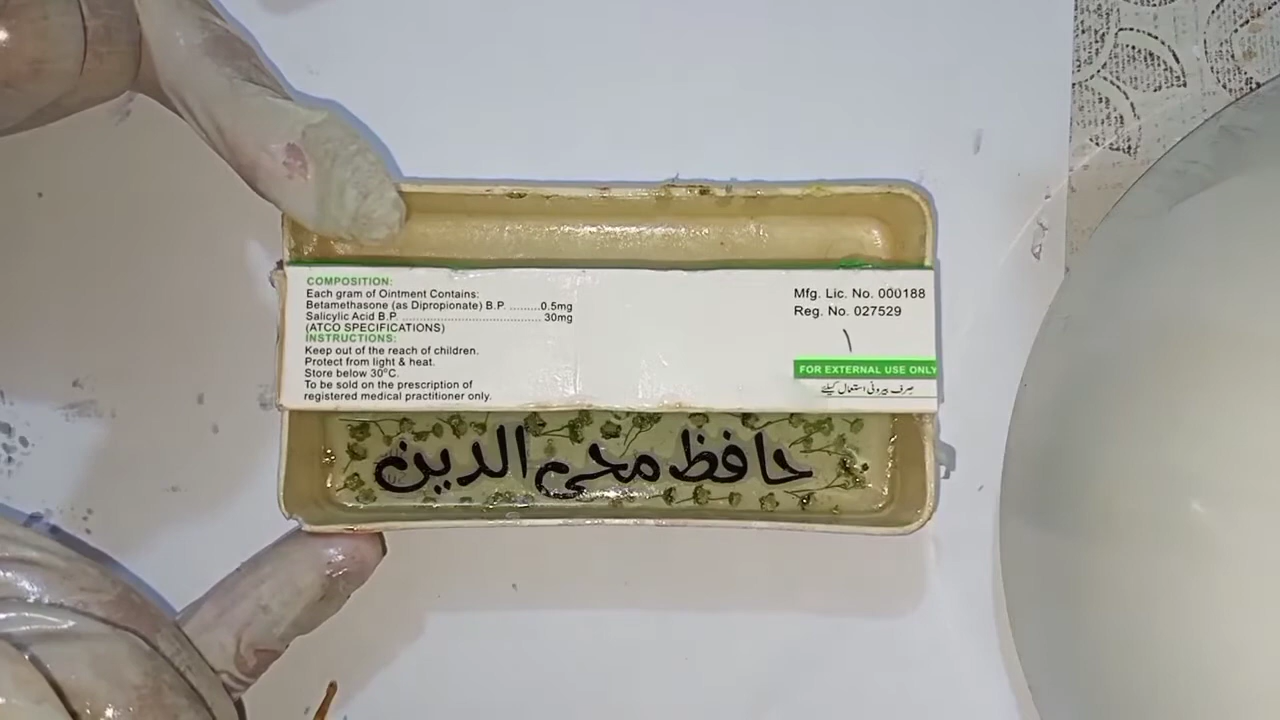 COMPOSITION:
Each gram of Ointment Contains:
Betamethasone (as Dipropionate) B.P. .........0.5mg
Salicylic Acid B.P. .......................................... 30mg
(ATCO SPECIFICATIONS)
INSTRUCTIONS:
Keep out of the reach of children.
Protect from light & heat.
Store below 30°C.
To be sold on the prescription of
registered medical practitioner only.
Mfg. Lic. No. 000188
Reg. No. 027529
FOR EXTERNAL USE ONLY
صرف بیرونی استعمال کیلئے
حافظ محی الدین